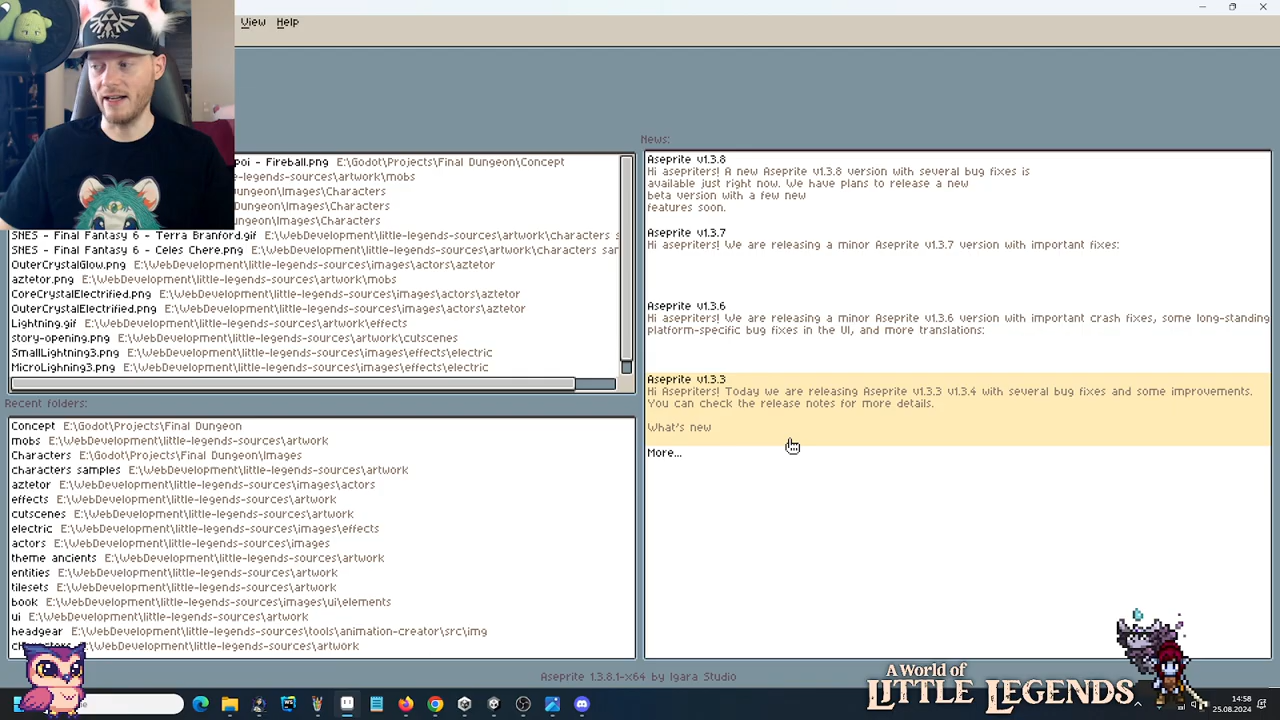 View Help
News:
poi - Fireball.png E:\Godot\Projects\Final Dungeon\Concept
e-legends-sources\artwork\mobs
Dungeon\Images\Characters
Dungeon\Images\Characters
ungeon\Images\Characters
SNES - Final Fantasy 6 - Terra Branford.gif E:\WebDevelopment\little-legends-sources\artwork\characters s
SNES - Final Fantasy 6 - Celes Chere.png E:\WebDevelopment\little-legends-sources\artwork\characters sar
OuterCrystalGlow.png E:\WebDevelopment\little-legends-sources\images\actors\aztetor
aztetor.png E:\WebDevelopment\little-legends-sources\artwork\mobs
CoreCrystalElectrified.png E:\WebDevelopment\little-legends-sources\images\actors\aztetor
OuterCrystalElectrified.png E:\WebDevelopment\little-legends-sources\images\actors\aztetor
Lightning.gif E:\WebDevelopment\little-legends-sources\artwork\effects
story-opening.png E:\WebDevelopment\little-legends-sources\artwork\cutscenes
SmallLightning3.png E:\WebDevelopment\little-legends-sources\images\effects\electric
MicroLighning3.png E:\WebDevelopment\little-legends-sources\images\effects\electric
Recent folders:
Concept E:\Godot\Projects\Final Dungeon
mobs E:\WebDevelopment\little-legends-sources\artwork
Characters E:\Godot\Projects\Final Dungeon\Images
characters samples E:\WebDevelopment\little-legends-sources\artwork
aztetor E:\WebDevelopment\little-legends-sources\images\actors
effects E:\WebDevelopment\little-legends-sources\artwork
cutscenes E:\WebDevelopment\little-legends-sources\artwork
electric E:\WebDevelopment\little-legends-sources\images\effects
actors E:\WebDevelopment\little-legends-sources\images
theme ancients E:\WebDevelopment\little-legends-sources\artwork
entities E:\WebDevelopment\little-legends-sources\artwork
tilesets E:\WebDevelopment\little-legends-sources\artwork
book E:\WebDevelopment\little-legends-sources\images\ui\elements
ui E:\WebDevelopment\little-legends-sources\artwork
headgear E:\WebDevelopment\little-legends-sources\tools\animation-creator\src\img
E:\WebDevelopment\little-legends-sources\artwork
Aseprite v1.3.8
Hi asepriters! A new Aseprite v1.3.8 version with several bug fixes is
available just right now. We have plans to release a new
beta version with a few new
features soon.
Aseprite v1.3.7
Hi asepriters! We are releasing a minor Aseprite v1.3.7 version with important fixes:
Aseprite v1.3.6
Hi asepriters! We are releasing a minor Aseprite v1.3.6 version with important crash fixes, some long-standing
platform-specific bug fixes in the UI, and more translations:
Aseprite v1.3.3
Hi Asepriters! Today we are releasing Aseprite v1.3.3 v1.3.4 with several bug fixes and some improvements.
You can check the release notes for more details.
What's new
More...
Aseprite 1.3.8.1-x64 by Igara Studio
A World of
LITTLE LEGENDS
14:58
25.08.2024